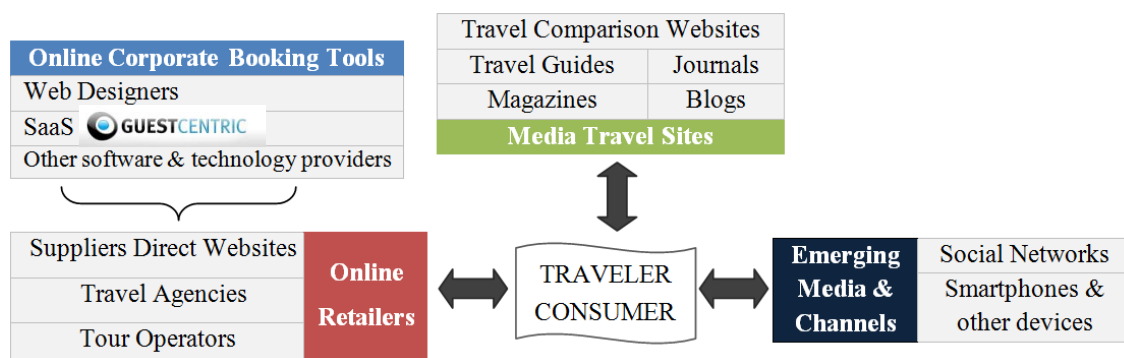 Online Corporate Booking Tools
Web Designers
SaaS GUESTCENTRIC
Other software & technology providers
Travel Comparison Websites
Travel Guides Journals
Magazines Blogs
Media Travel Sites
Suppliers Direct Websites
Travel Agencies
Tour Operators
Online
Retailers
TRAVELER
CONSUMER
Emerging
Media &
Channels
Social Networks
Smartphones &
other devices